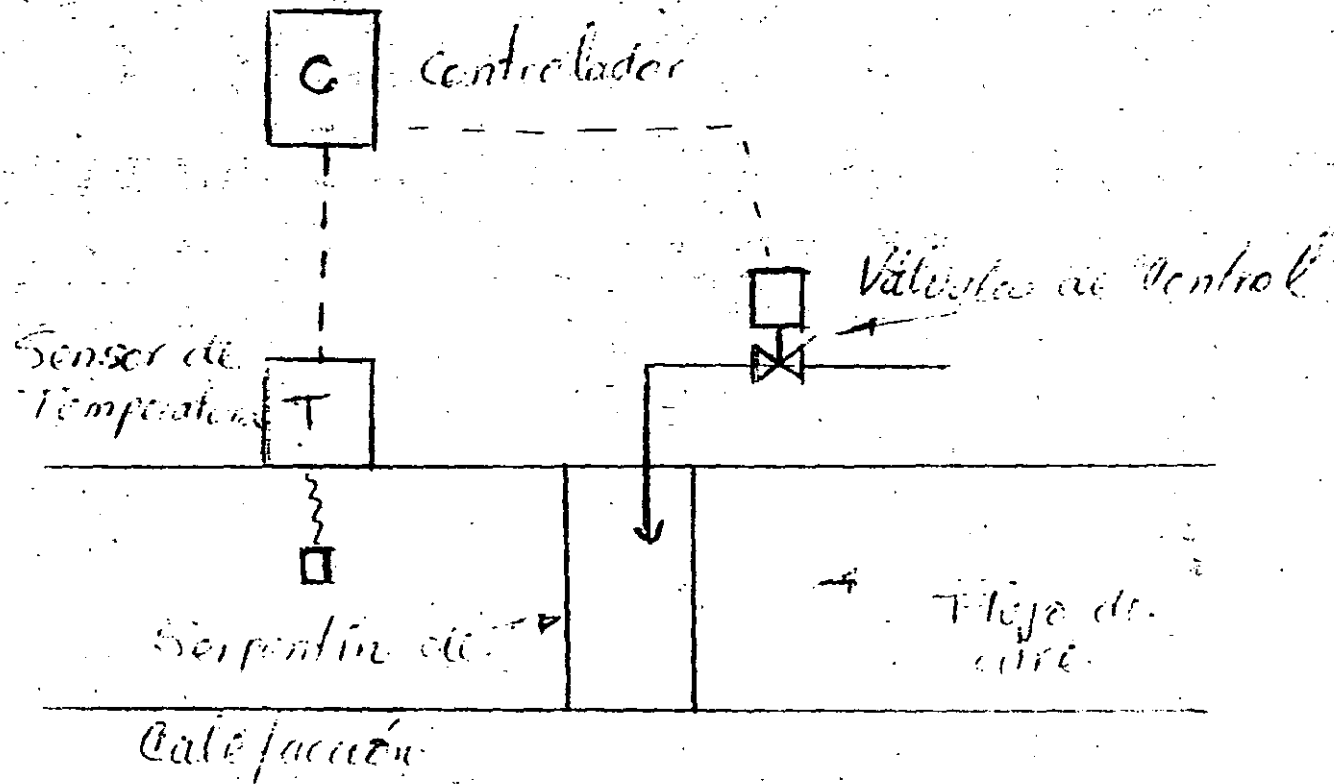 C
Controlador
Válvula de Control
Sensor de
Temperatura
T
Serpentín de
Calefacción
Flujo de
aire.